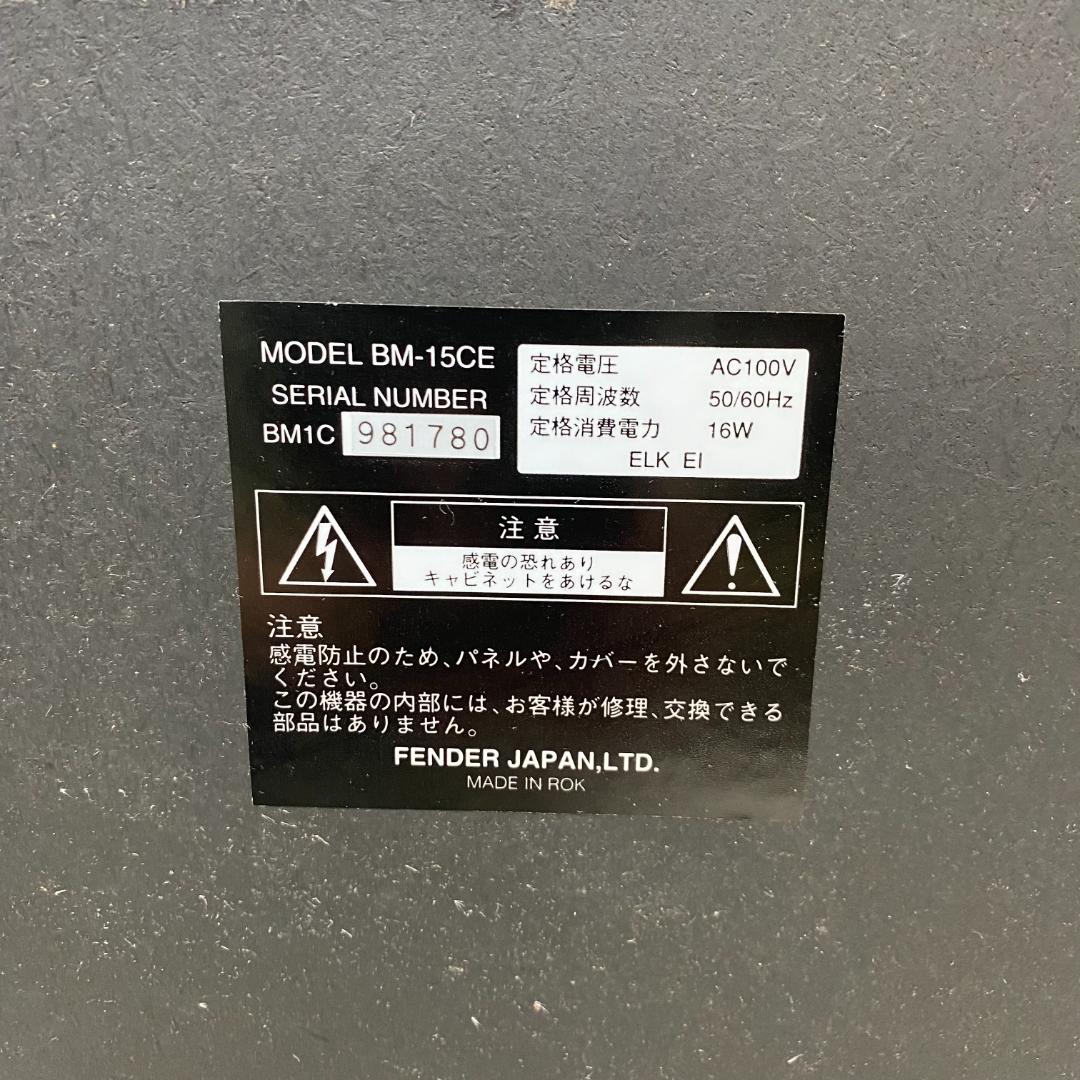 MODEL BM-15CE
SERIAL NUMBER
BM1C 981780
定格電圧 AC100V
定格周波数 50/60Hz
定格消費電力 16W
ELK EI
注意
感電の恐れあり
キャビネットをあけるな
注意
感電防止のため、パネルや、カバーを外さないで
ください。
この機器の内部には、お客様が修理、交換できる
部品はありません。
FENDER JAPAN,LTD.
MADE IN ROK